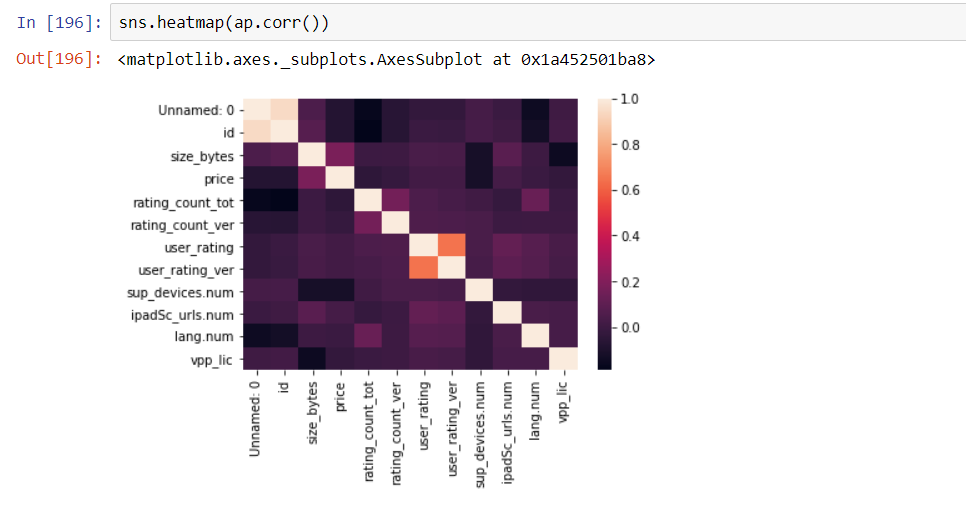 In [196]: sns.heatmap(ap.corr())
Out[196]: <matplotlib.axes._subplots.AxesSubplot at 0x1a452501ba8>
Unnamed: 0
id
size_bytes
price
rating_count_tot
rating_count_ver
user_rating
user_rating_ver
sup_devices.num
ipadSc_urls.num
lang.num
vpp_lic
1.0
0.8
0.6
0.4
0.2
0.0
Unnamed: 0
id
size_bytes
price
rating_count_tot
rating_count_ver
user_rating
user_rating_ver
sup_devices.num
ipadSc_urls.num
lang.num
vpp_lic